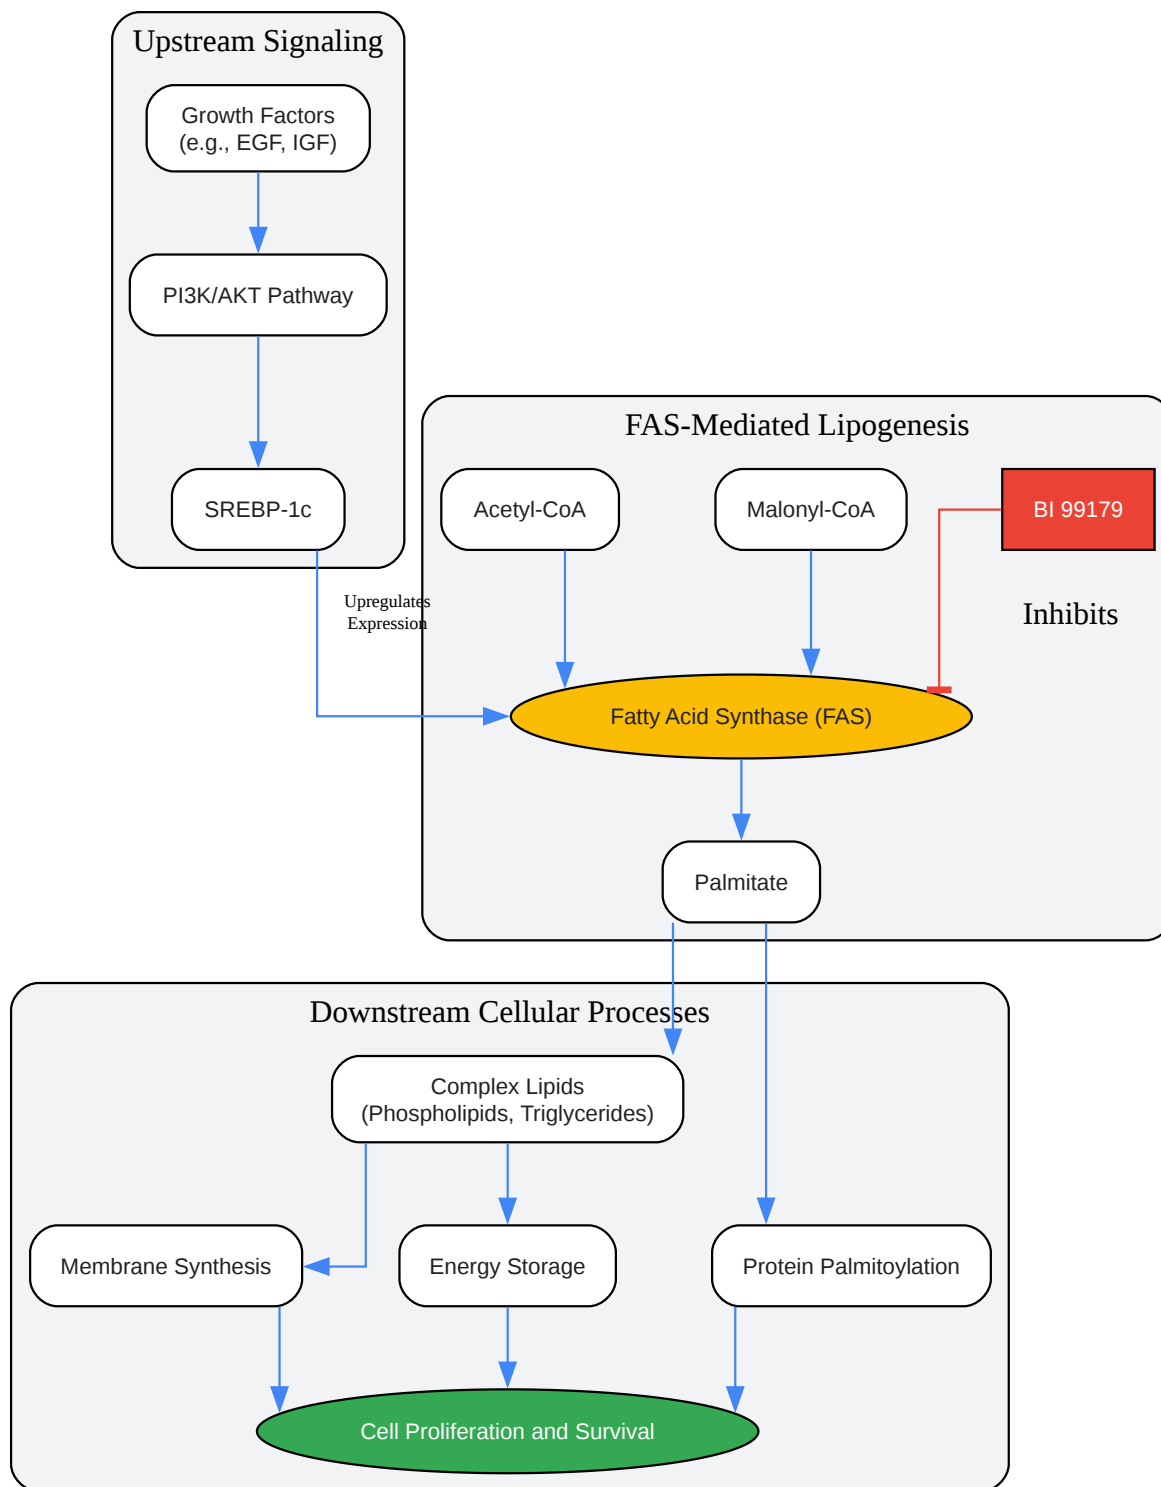 Upstream Signaling
Growth Factors
(e.g., EGF, IGF)
PI3K/AKT Pathway
SREBP-1c
Upregulates
Expression
FAS-Mediated Lipogenesis
Acetyl-CoA
Malonyl-CoA
BI 99179
Inhibits
Fatty Acid Synthase (FAS)
Palmitate
Downstream Cellular Processes
Complex Lipids
(Phospholipids, Triglycerides)
Membrane Synthesis
Energy Storage
Protein Palmitoylation
Cell Proliferation and Survival